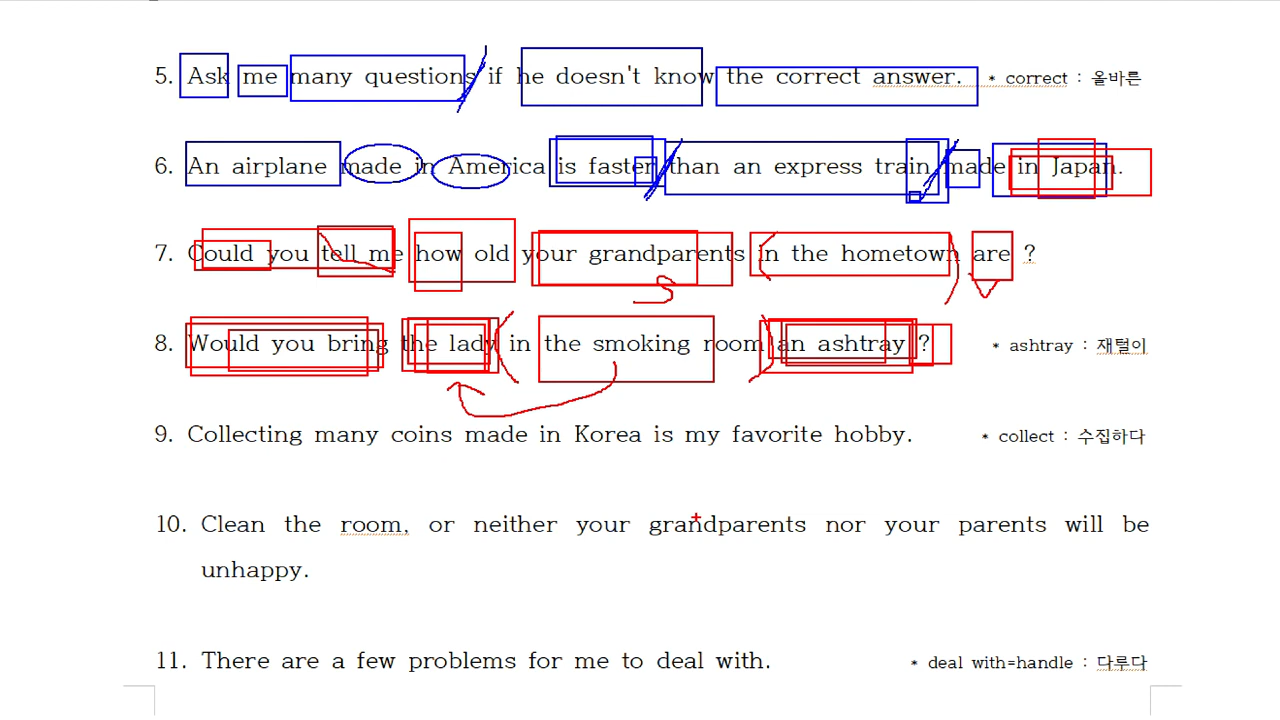 5. Ask me many questions if he doesn't know the correct answer. * correct : 올바른
6. An airplane made in America is faster than an express train made in Japan.
7. Could you tell me how old your grandparents in the hometown are ?
8. Would you bring the lady in the smoking room an ashtray ? * ashtray : 재털이
9. Collecting many coins made in Korea is my favorite hobby. * collect : 수집하다
10. Clean the room, or neither your grandparents nor your parents will be
unhappy.
11. There are a few problems for me to deal with. * deal with=handle : 다루다